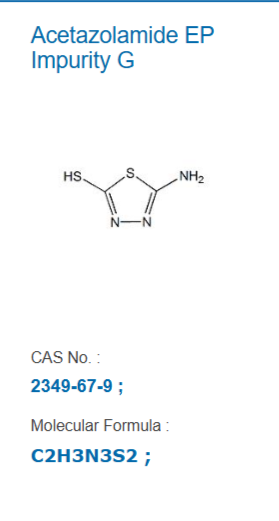 Acetazolamide EP
Impurity G
HS
S
NH₂
N
N
CAS No. :
2349-67-9 ;
Molecular Formula :
C2H3N3S2 ;